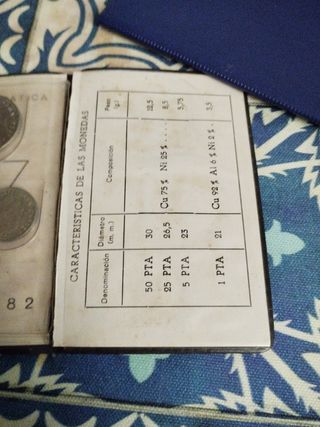 CARACTERISTICAS DE LAS MONEDAS
Denominación Diámetro (m. m.) Composición Peso (g.)
50 PTA 30 12,5
25 PTA 26,5 Cu 75 % Ni 25 % . . . . 8,5
5 PTA 23 5,75
1 PTA 21 Cu 92 % Al 6 % Ni 2 % . 3,5
82